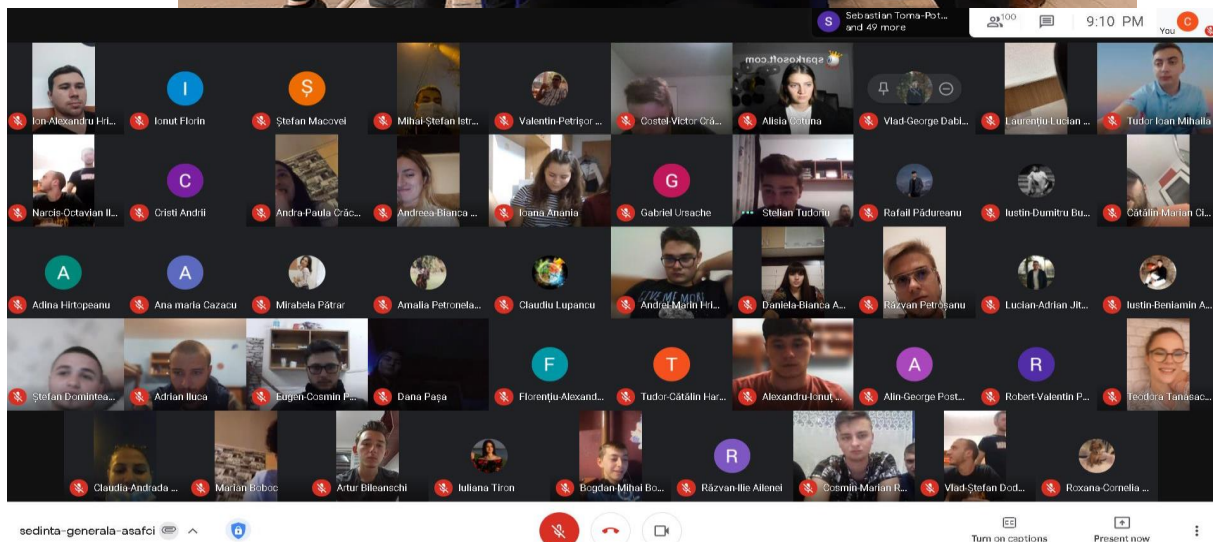 S
Sebastian Toma-Pot...
and 49 more
100
9:10 PM
You
C
Ion-Alexandru Hri...
I
Ionut Florin
Ș
Ștefan Macovei
Mihai-Ștefan Istr...
Valentin-Petrișor ...
Costel-Victor Cră...
sparksoft.com
Alisia Cotuna
Vlad-George Dabi...
Laurențiu-Lucian ...
Tudor Ioan Mihaila
Narcis-Octavian Il...
C
Cristi Andrii
Andra-Paula Crăc...
Andreea-Bianca ...
Ioana Anania
G
Gabriel Ursache
Stelian Tudoriu
Rafail Pădureanu
Iustin-Dumitru Bu...
Cătălin-Marian Ci...
A
Adina Hirtopeanu
A
Ana maria Cazacu
Mirabela Pătrar
Amalia Petronela...
Claudiu Lupancu
GIVE ME MORE
Andrei-Marin Hri...
Daniela-Bianca A...
Răzvan Petroșanu
Lucian-Adrian Jit...
Iustin-Beniamin A...
Ștefan Domintea...
Adrian Iluca
Eugen-Cosmin P...
Dana Pașa
F
Florențiu-Alexand...
T
Tudor-Cătălin Har...
Alexandru-Ionuț ...
A
Alin-George Post...
R
Robert-Valentin P...
Teodora Tanasac...
Claudia-Andrada ...
Marian Boboc
Artur Bileanschi
Iuliana Tiron
Bogdan-Mihai Bo...
R
Răzvan-Ilie Ailenei
Cosmin-Marian R...
Vlad-Ștefan Dod...
Roxana-Cornelia ...
sedinta-generala-asafci
CC
Turn on captions
Present now